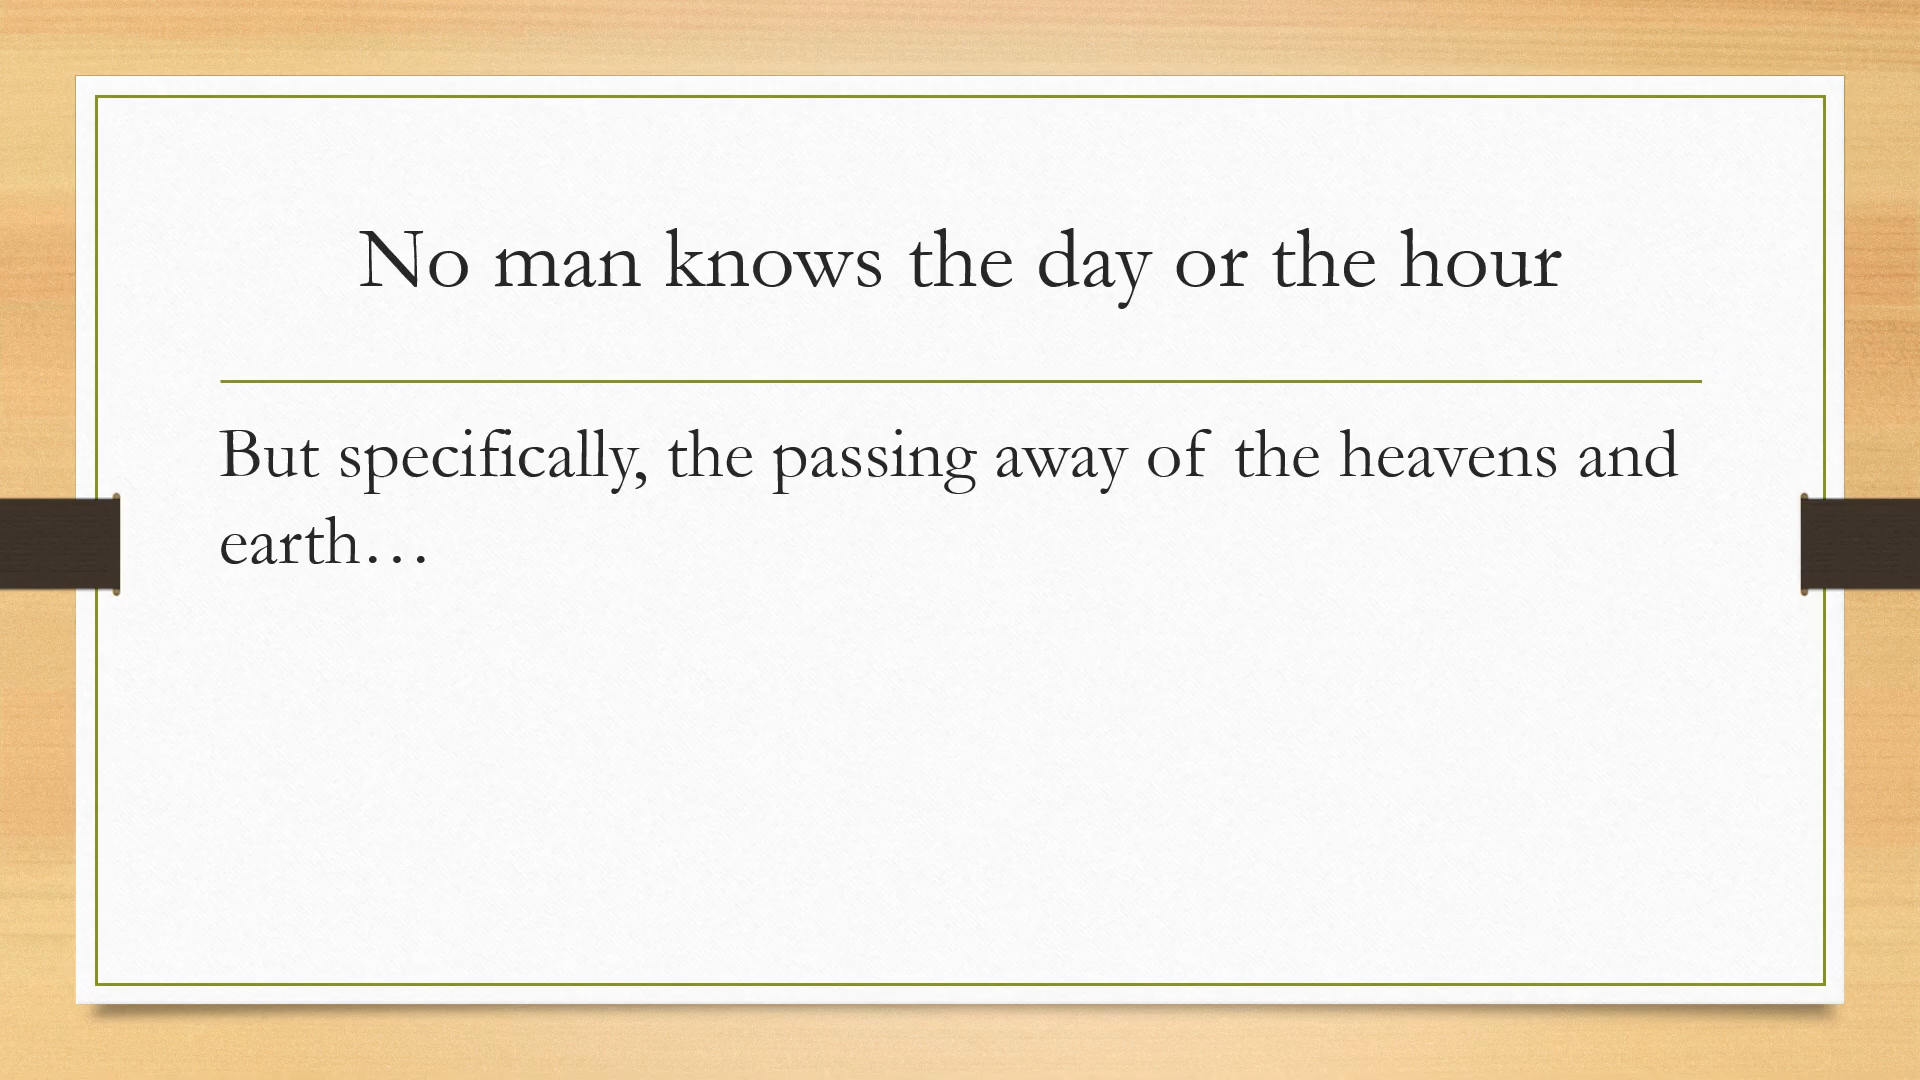 No man knows the day or the hour
But specifically, the passing away of the heavens and
earth…